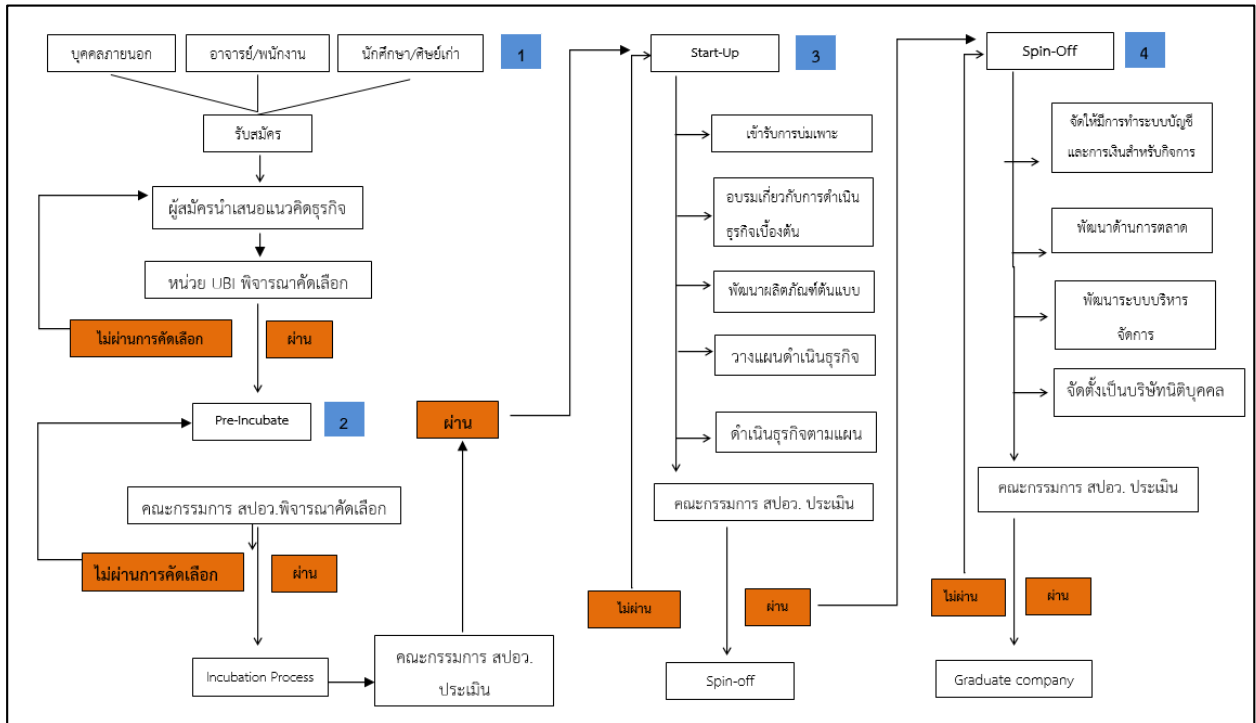 บุคคลภายนอก
อาจารย์/พนักงาน
นักศึกษา/ศิษย์เก่า
1
รับสมัคร
ผู้สมัครนำเสนอแนวคิดธุรกิจ
หน่วย UBI พิจารณาคัดเลือก
ไม่ผ่านการคัดเลือก
ผ่าน
Pre-Incubate
2
คณะกรรมการ สปอว.พิจารณาคัดเลือก
ไม่ผ่านการคัดเลือก
ผ่าน
Incubation Process
คณะกรรมการ สปอว.
ประเมิน
ผ่าน
Start-Up
3
เข้ารับการบ่มเพาะ
อบรมเกี่ยวกับการดำเนิน
ธุรกิจเบื้องต้น
พัฒนาผลิตภัณฑ์ต้นแบบ
วางแผนดำเนินธุรกิจ
ดำเนินธุรกิจตามแผน
คณะกรรมการ สปอว. ประเมิน
ไม่ผ่าน
ผ่าน
Spin-off
Spin-Off
4
จัดให้มีการทำระบบบัญชี
และการเงินสำหรับกิจการ
พัฒนาด้านการตลาด
พัฒนาระบบบริหาร
จัดการ
จัดตั้งเป็นบริษัทนิติบุคคล
คณะกรรมการ สปอว. ประเมิน
ไม่ผ่าน
ผ่าน
Graduate company